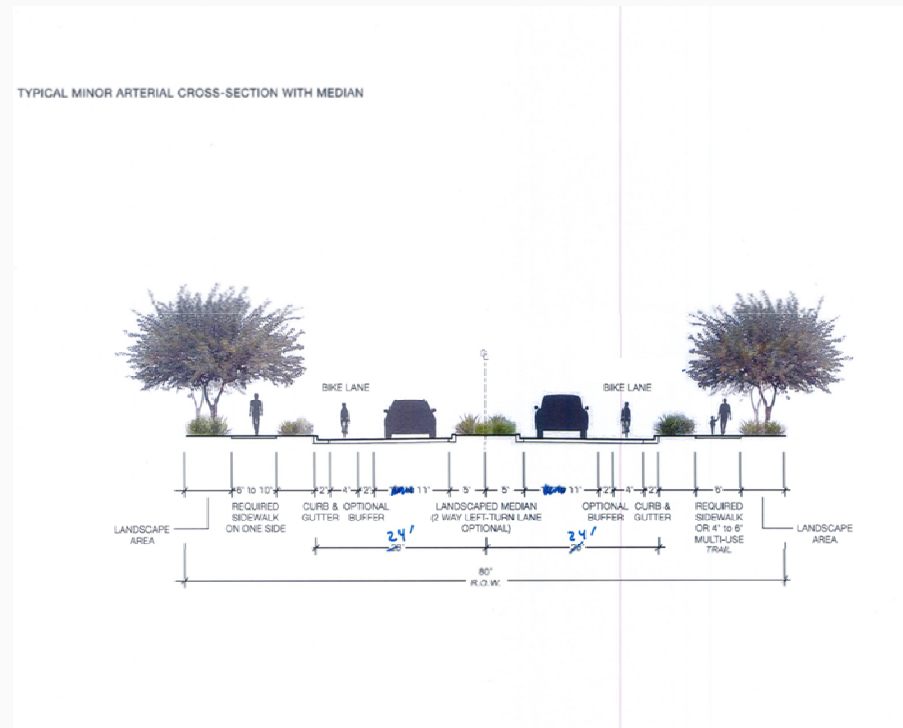 TYPICAL MINOR ARTERIAL CROSS-SECTION WITH MEDIAN
℄
BIKE LANE
BIKE LANE
6' to 10' 2' 4' 2' 11' 5' 5' 11' 2' 4' 2' 6'
LANDSCAPE
AREA
REQUIRED
SIDEWALK
ON ONE SIDE
CURB &
GUTTER
OPTIONAL
BUFFER
LANDSCAPED MEDIAN
(2 WAY LEFT-TURN LANE
OPTIONAL)
OPTIONAL
BUFFER
CURB &
GUTTER
REQUIRED
SIDEWALK
OR 4' to 6'
MULTI-USE
TRAIL
LANDSCAPE
AREA
24'
24'
80'
R.O.W.